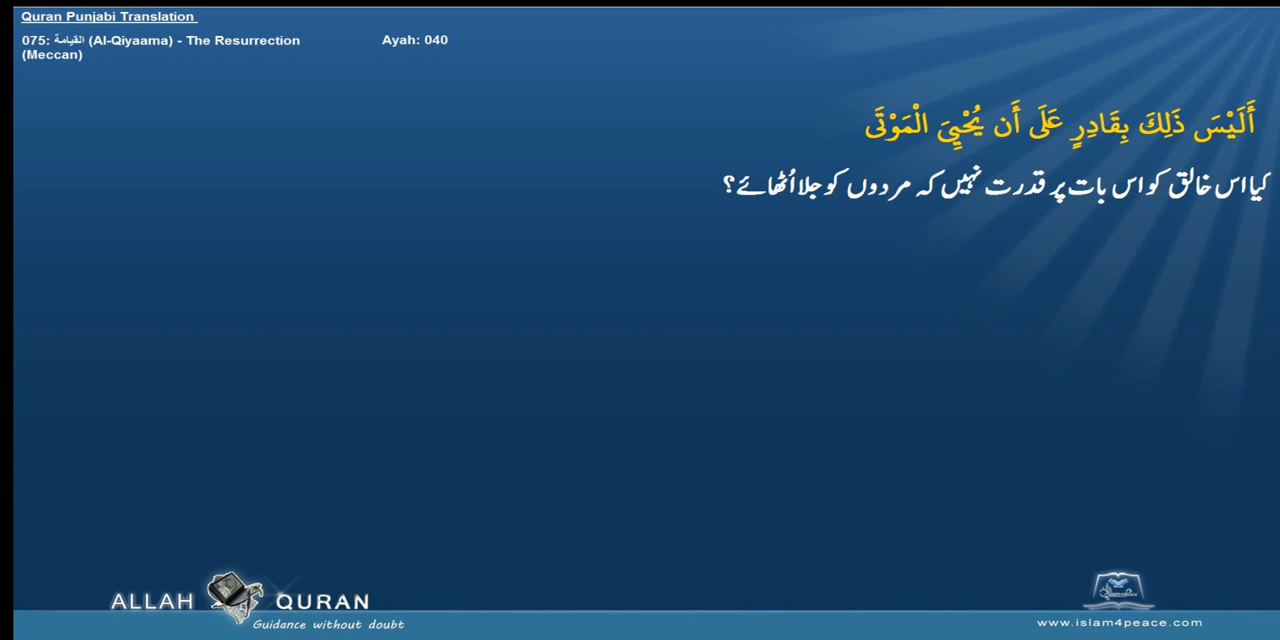 Quran Punjabi Translation
075: القيامة (Al-Qiyaama) - The Resurrection (Meccan)
Ayah: 040
أَلَيْسَ ذَلِكَ بِقَادِرٍ عَلَى أَن يُحْيِيَ الْمَوْتَى
کیا اس خالق کو اس بات پر قدرت نہیں کہ مردوں کو جلا اُٹھائے؟
ALLAH QURAN
Guidance without doubt
www.islam4peace.com